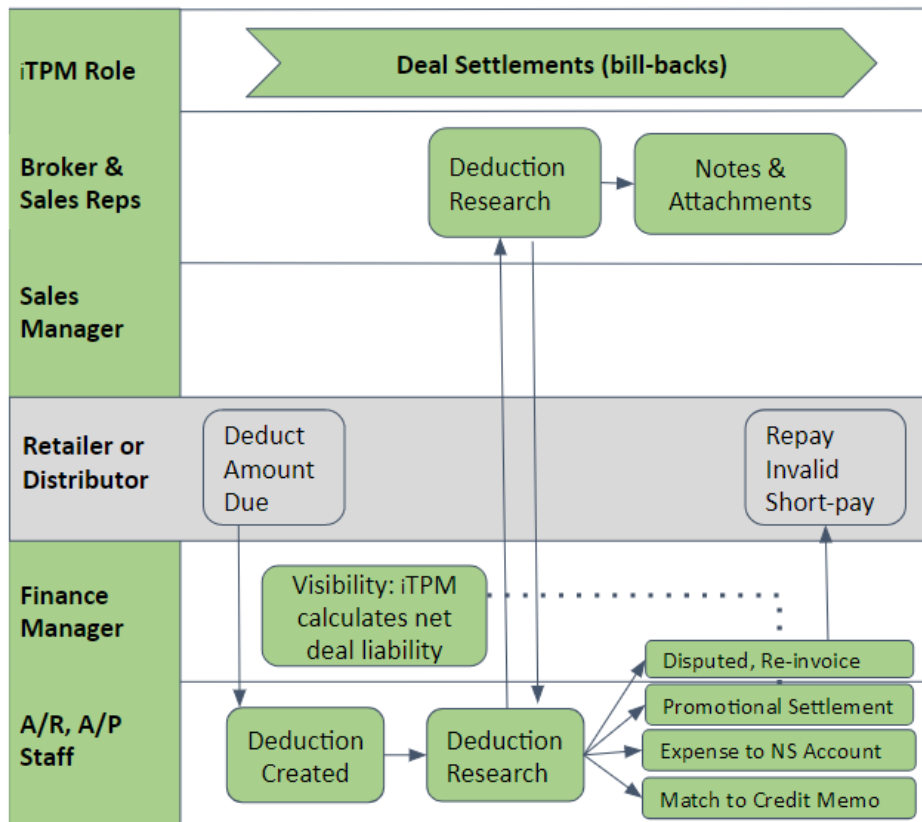 iTPM Role
Deal Settlements (bill-backs)
Broker &
Sales Reps
Deduction
Research
Notes &
Attachments
Sales
Manager
Retailer or
Distributor
Deduct
Amount
Due
Repay
Invalid
Short-pay
Finance
Manager
Visibility: iTPM
calculates net
deal liability
Disputed, Re-invoice
A/R, A/P
Staff
Deduction
Created
Deduction
Research
Promotional Settlement
Expense to NS Account
Match to Credit Memo